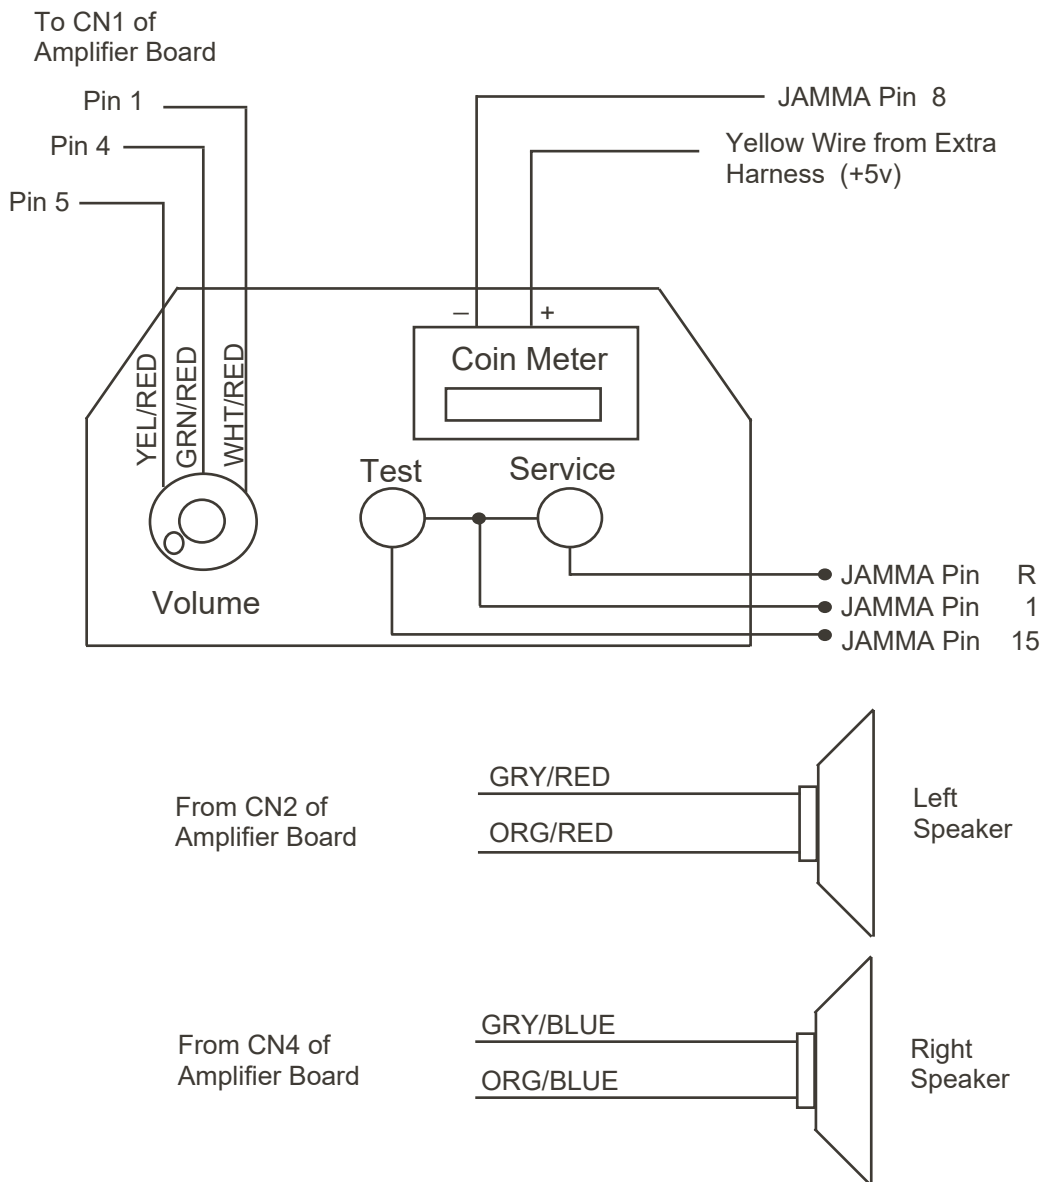 To CN1 of
Amplifier Board
Pin 1
Pin 4
Pin 5
JAMMA Pin 8
Yellow Wire from Extra
Harness (+5v)
– +
Coin Meter
YEL/RED
GRN/RED
WHT/RED
Volume
Test
Service
JAMMA Pin R
JAMMA Pin 1
JAMMA Pin 15
From CN2 of
Amplifier Board
GRY/RED
ORG/RED
Left
Speaker
From CN4 of
Amplifier Board
GRY/BLUE
ORG/BLUE
Right
Speaker